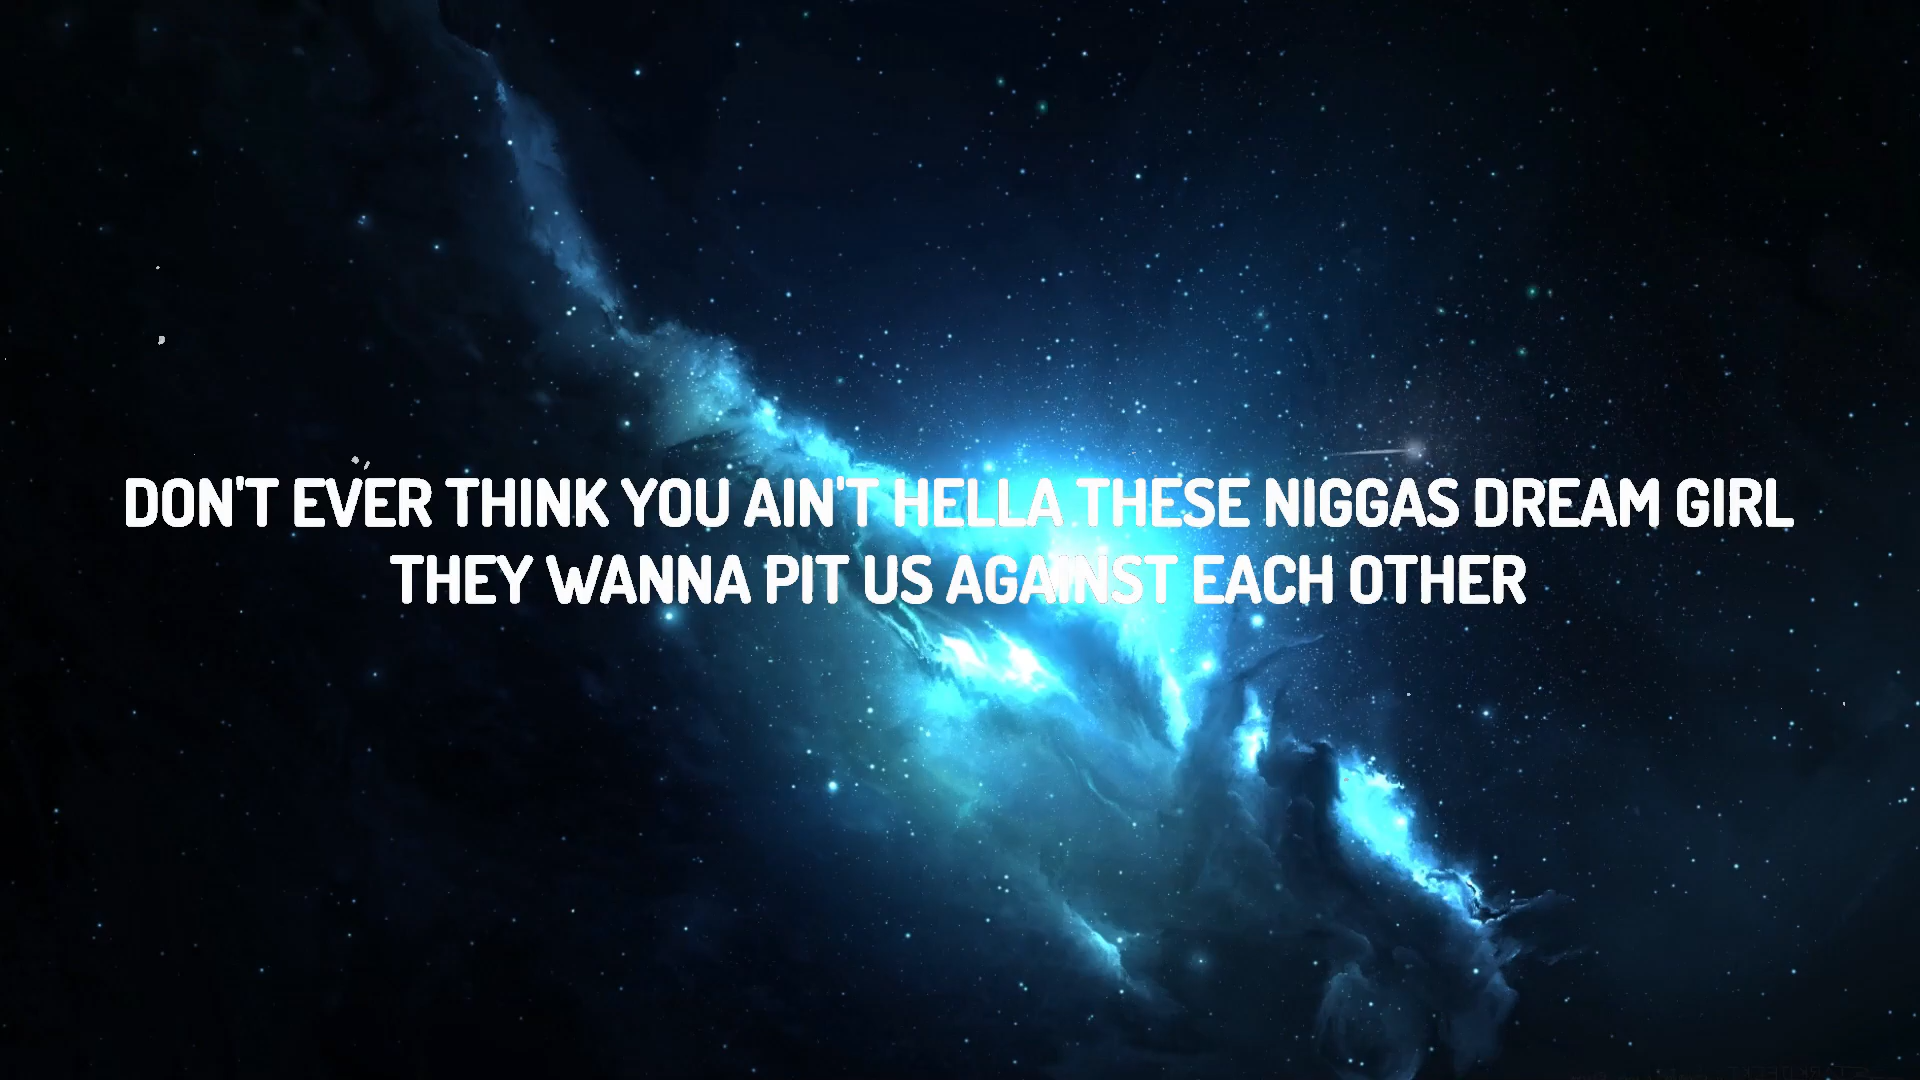 DON'T EVER THINK YOU AIN'T HELLA THESE NIGGAS DREAM GIRL
THEY WANNA PIT US AGAINST EACH OTHER